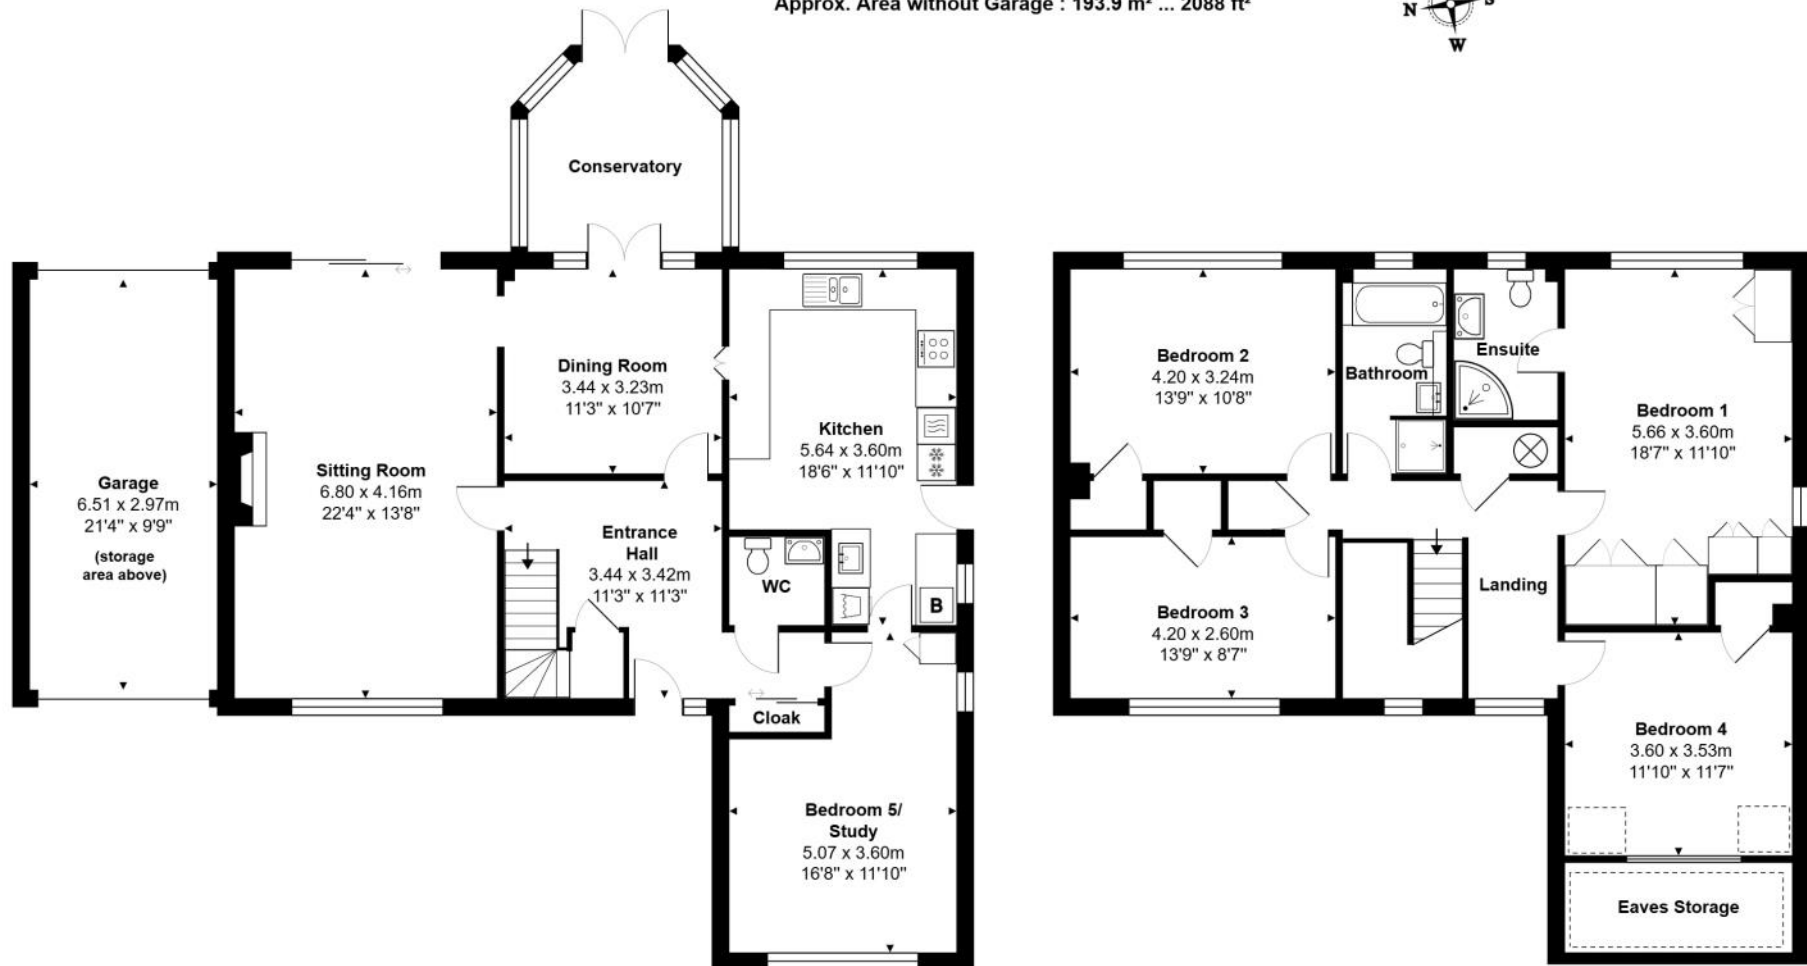 Approx. Area without Garage : 193.9 m² ... 2088 ft²
N
S
W
Conservatory
Garage
6.51 x 2.97m
21'4" x 9'9"
(storage
area above)
Sitting Room
6.80 x 4.16m
22'4" x 13'8"
Dining Room
3.44 x 3.23m
11'3" x 10'7"
Kitchen
5.64 x 3.60m
18'6" x 11'10"
Entrance
Hall
3.44 x 3.42m
11'3" x 11'3"
WC
B
Cloak
Bedroom 5/
Study
5.07 x 3.60m
16'8" x 11'10"
Bedroom 2
4.20 x 3.24m
13'9" x 10'8"
Bathroom
Ensuite
Bedroom 1
5.66 x 3.60m
18'7" x 11'10"
Bedroom 3
4.20 x 2.60m
13'9" x 8'7"
Landing
Bedroom 4
3.60 x 3.53m
11'10" x 11'7"
Eaves Storage